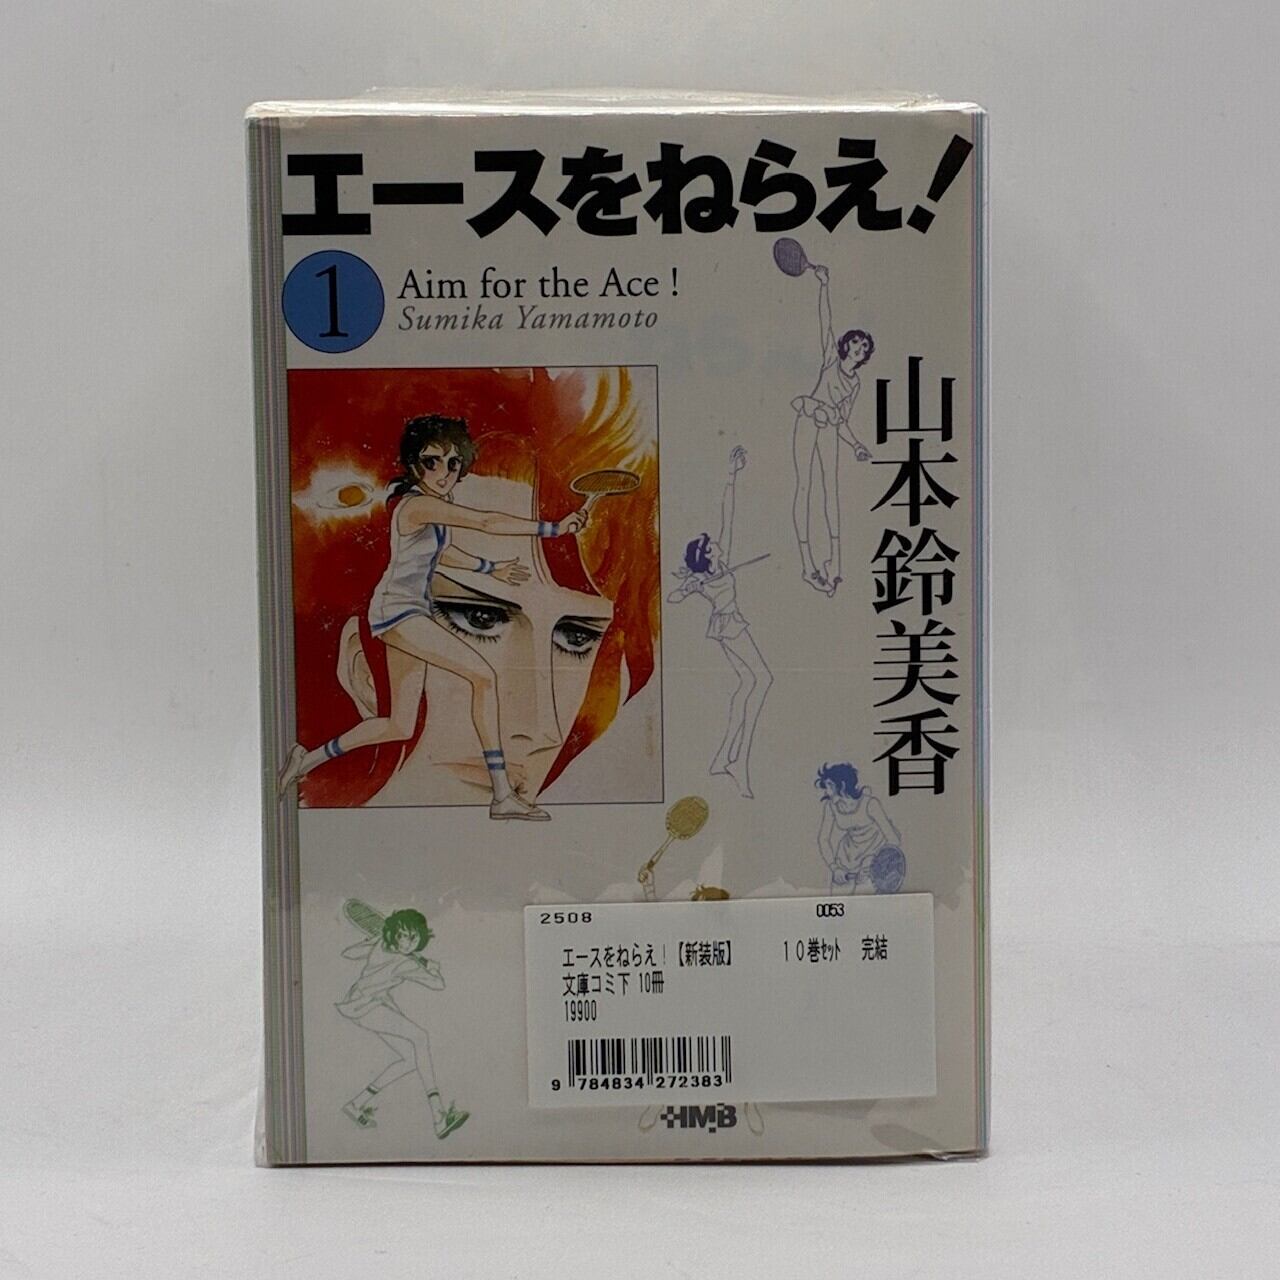 エースをねらえ!
1
Aim for the Ace !
Sumika Yamamoto
山本鈴美香
2508 0053
エースをねらえ!【新装版】 10巻ｾｯﾄ 完結
文庫コミ下 10冊
19900
9 784834 272383
HMB